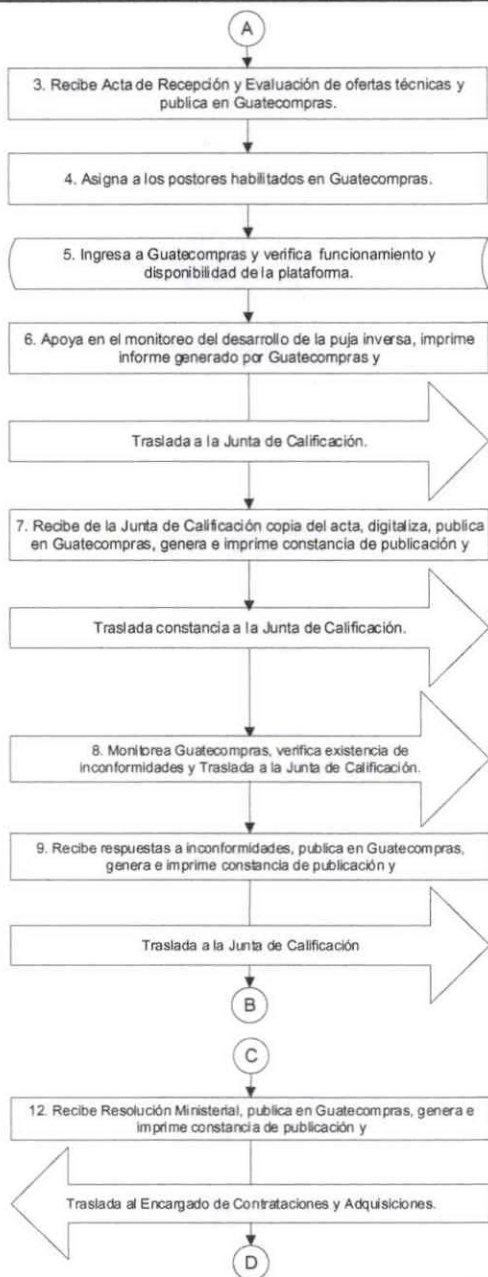 A
3. Recibe Acta de Recepción y Evaluación de ofertas técnicas y
publica en Guatecompras.
4. Asigna a los postores habilitados en Guatecompras.
5. Ingresa a Guatecompras y verifica funcionamiento y
disponibilidad de la plataforma.
6. Apoya en el monitoreo del desarrollo de la puja inversa, imprime
informe generado por Guatecompras y
Traslada a la Junta de Calificación.
7. Recibe de la Junta de Calificación copia del acta, digitaliza, publica
en Guatecompras, genera e imprime constancia de publicación y
Traslada constancia a la Junta de Calificación.
8. Monitorea Guatecompras, verifica existencia de
inconformidades y Traslada a la Junta de Calificación.
9. Recibe respuestas a inconformidades, publica en Guatecompras,
genera e imprime constancia de publicación y
Traslada a la Junta de Calificación
B
C
12. Recibe Resolución Ministerial, publica en Guatecompras, genera e
imprime constancia de publicación y
Traslada al Encargado de Contrataciones y Adquisiciones.
D